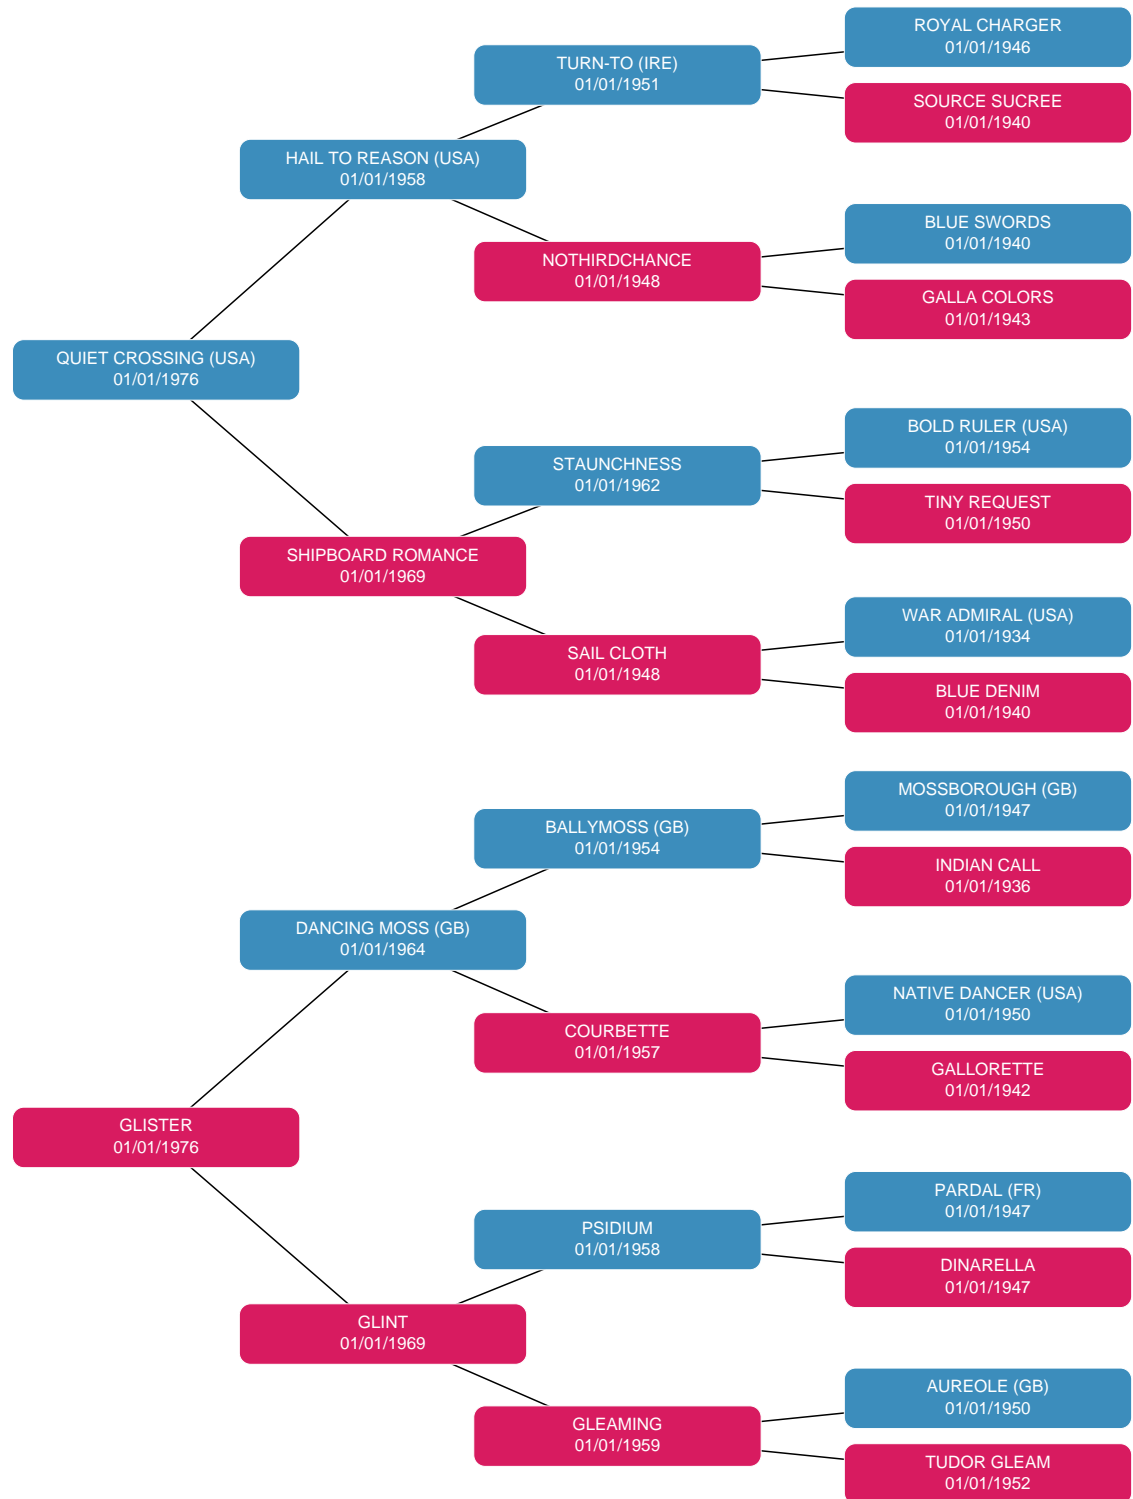 ROYAL CHARGER
01/01/1946
TURN-TO (IRE)
01/01/1951
SOURCE SUCREE
01/01/1940
HAIL TO REASON (USA)
01/01/1958
BLUE SWORDS
01/01/1940
NOTHIRDCHANCE
01/01/1948
GALLA COLORS
01/01/1943
QUIET CROSSING (USA)
01/01/1976
BOLD RULER (USA)
01/01/1954
STAUNCHNESS
01/01/1962
TINY REQUEST
01/01/1950
SHIPBOARD ROMANCE
01/01/1969
WAR ADMIRAL (USA)
01/01/1934
SAIL CLOTH
01/01/1948
BLUE DENIM
01/01/1940
MOSSBOROUGH (GB)
01/01/1947
BALLYMOSS (GB)
01/01/1954
INDIAN CALL
01/01/1936
DANCING MOSS (GB)
01/01/1964
NATIVE DANCER (USA)
01/01/1950
COURBETTE
01/01/1957
GALLORETTE
01/01/1942
GLISTER
01/01/1976
PARDAL (FR)
01/01/1947
PSIDIUM
01/01/1958
DINARELLA
01/01/1947
GLINT
01/01/1969
AUREOLE (GB)
01/01/1950
GLEAMING
01/01/1959
TUDOR GLEAM
01/01/1952